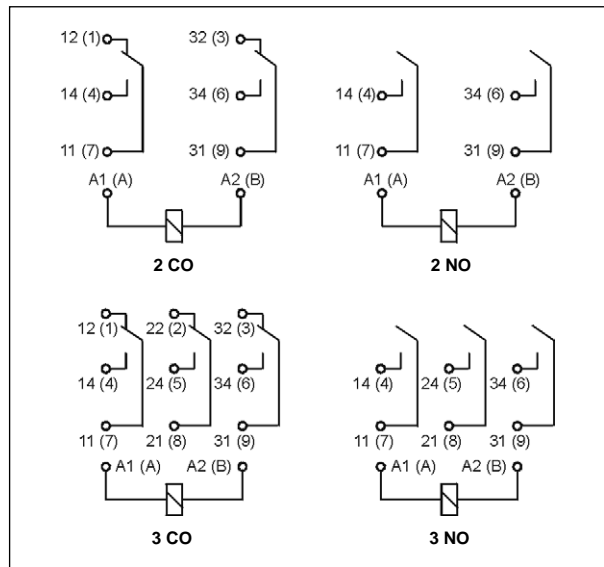 12 (1) 32 (3)
14 (4) 34 (6) 14 (4) 34 (6)
11 (7) 31 (9) 11 (7) 31 (9)
A1 (A) A2 (B) A1 (A) A2 (B)
2 CO 2 NO
12 (1) 22 (2) 32 (3)
14 (4) 24 (5) 34 (6) 14 (4) 24 (5) 34 (6)
11 (7) 21 (8) 31 (9) 11 (7) 21 (8) 31 (9)
A1 (A) A2 (B) A1 (A) A2 (B)
3 CO 3 NO